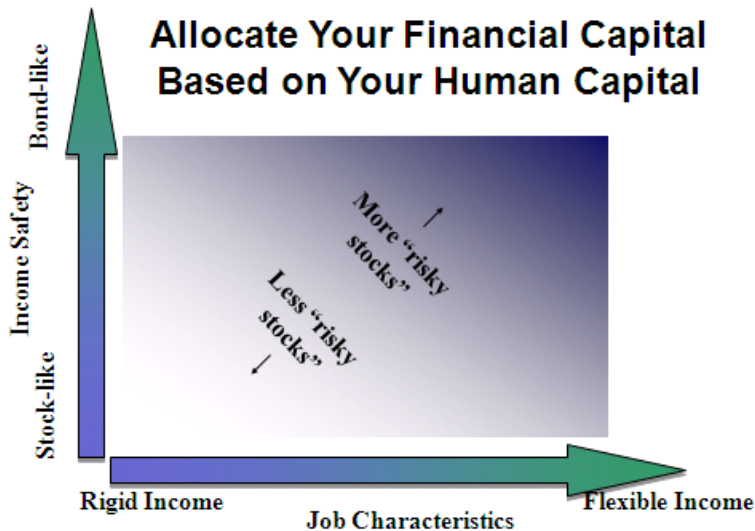 Allocate Your Financial Capital
Based on Your Human Capital
Bond-like
Income Safety
Stock-like
More “risky
stocks”
Less “risky
stocks”
Rigid Income
Flexible Income
Job Characteristics